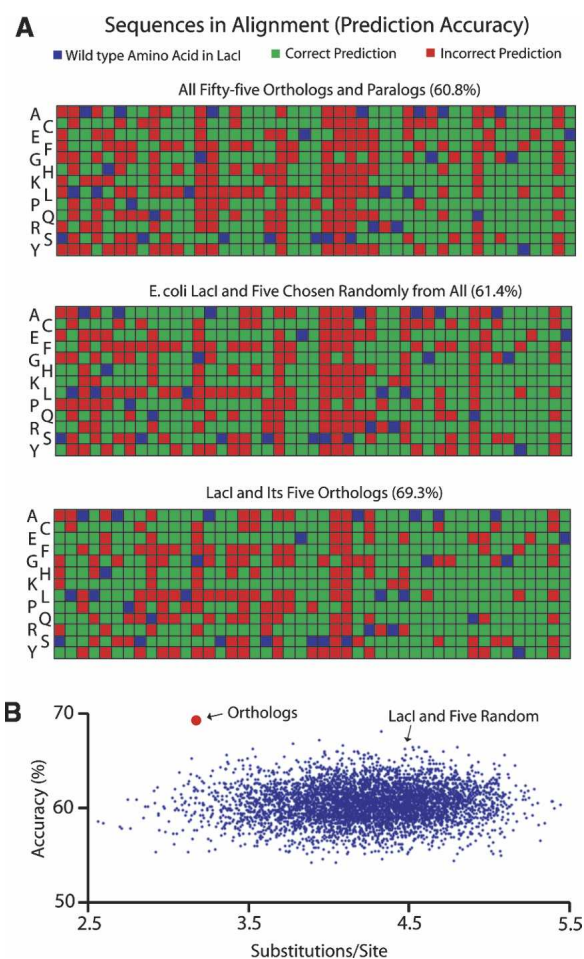 A
Sequences in Alignment (Prediction Accuracy)
Wild type Amino Acid in LacI Correct Prediction Incorrect Prediction
All Fifty-five Orthologs and Paralogs (60.8%)
A
C
E
F
G
H
K
L
P
Q
R
S
Y
E.coli LacI and Five Chosen Randomly from All (61.4%)
A
C
E
F
G
H
K
L
P
Q
R
S
Y
LacI and Its Five Orthologs (69.3%)
A
C
E
F
G
H
K
L
P
Q
R
S
Y
B
70
Orthologs
LacI and Five Random
Accuracy (%)
60
50
2.5 3.5 4.5 5.5
Substitutions/Site